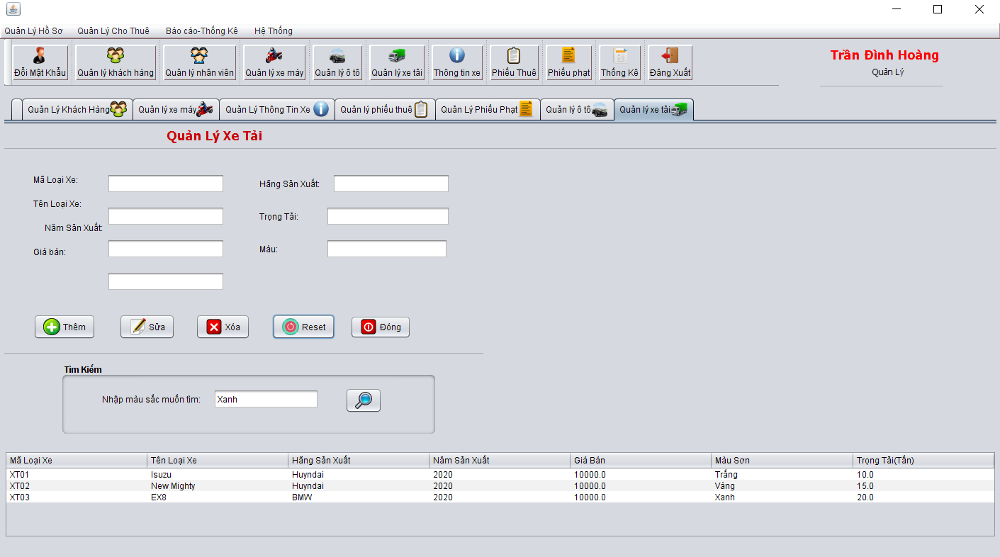 Quản Lý Hồ Sơ Quản Lý Cho Thuê Báo cáo-Thống Kê Hệ Thống
Đổi Mật Khẩu Quản lý khách hàng Quản lý nhân viên Quản lý xe máy Quản lý ô tô Quản lý xe tải Thông tin xe Phiếu Thuê Phiếu phạt Thống Kê Đăng Xuất
Trần Đình Hoàng
Quản Lý
Quản Lý Khách Hàng Quản lý xe máy Quản Lý Thông Tin Xe Quản lý phiếu thuê Quản Lý Phiếu Phạt Quản lý ô tô Quản lý xe tải
Quản Lý Xe Tải
Mã Loại Xe:
Hãng Sản Xuất:
Tên Loại Xe:
Trọng Tải:
Năm Sản Xuất:
Giá bán:
Màu:
Thêm Sửa Xóa Reset Đóng
Tìm Kiếm
Nhập màu sắc muốn tìm: Xanh
Mã Loại Xe Tên Loại Xe Hãng Sản Xuất Năm Sản Xuất Giá Bán Màu Sơn Trọng Tải(Tấn)
XT01 Isuzu Huyndai 2020 10000.0 Trắng 10.0
XT02 New Mighty Huyndai 2020 10000.0 Vàng 15.0
XT03 EX8 BMW 2020 10000.0 Xanh 20.0